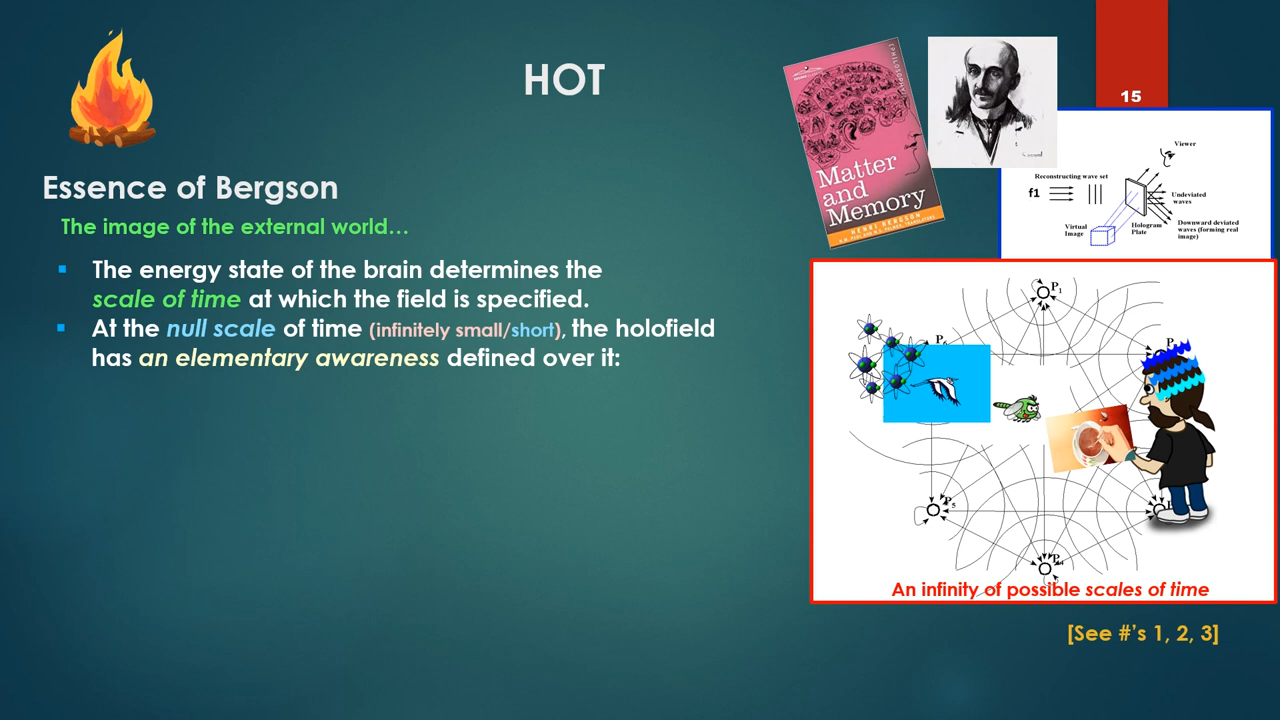 HOT
15
Essence of Bergson
The image of the external world…
The energy state of the brain determines the
scale of time at which the field is specified.
At the null scale of time (infinitely small/short), the holofield
has an elementary awareness defined over it:
PHILOSOPHY
Matter
and
Memory
HENRI BERGSON
Viewer
Reconstructing wave set
f1
Undeviated
waves
Virtual
Image
Hologram
Plate
Downward deviated
waves (forming real
image)
P1
P6
P5
An infinity of possible scales of time
[See #'s 1, 2, 3]